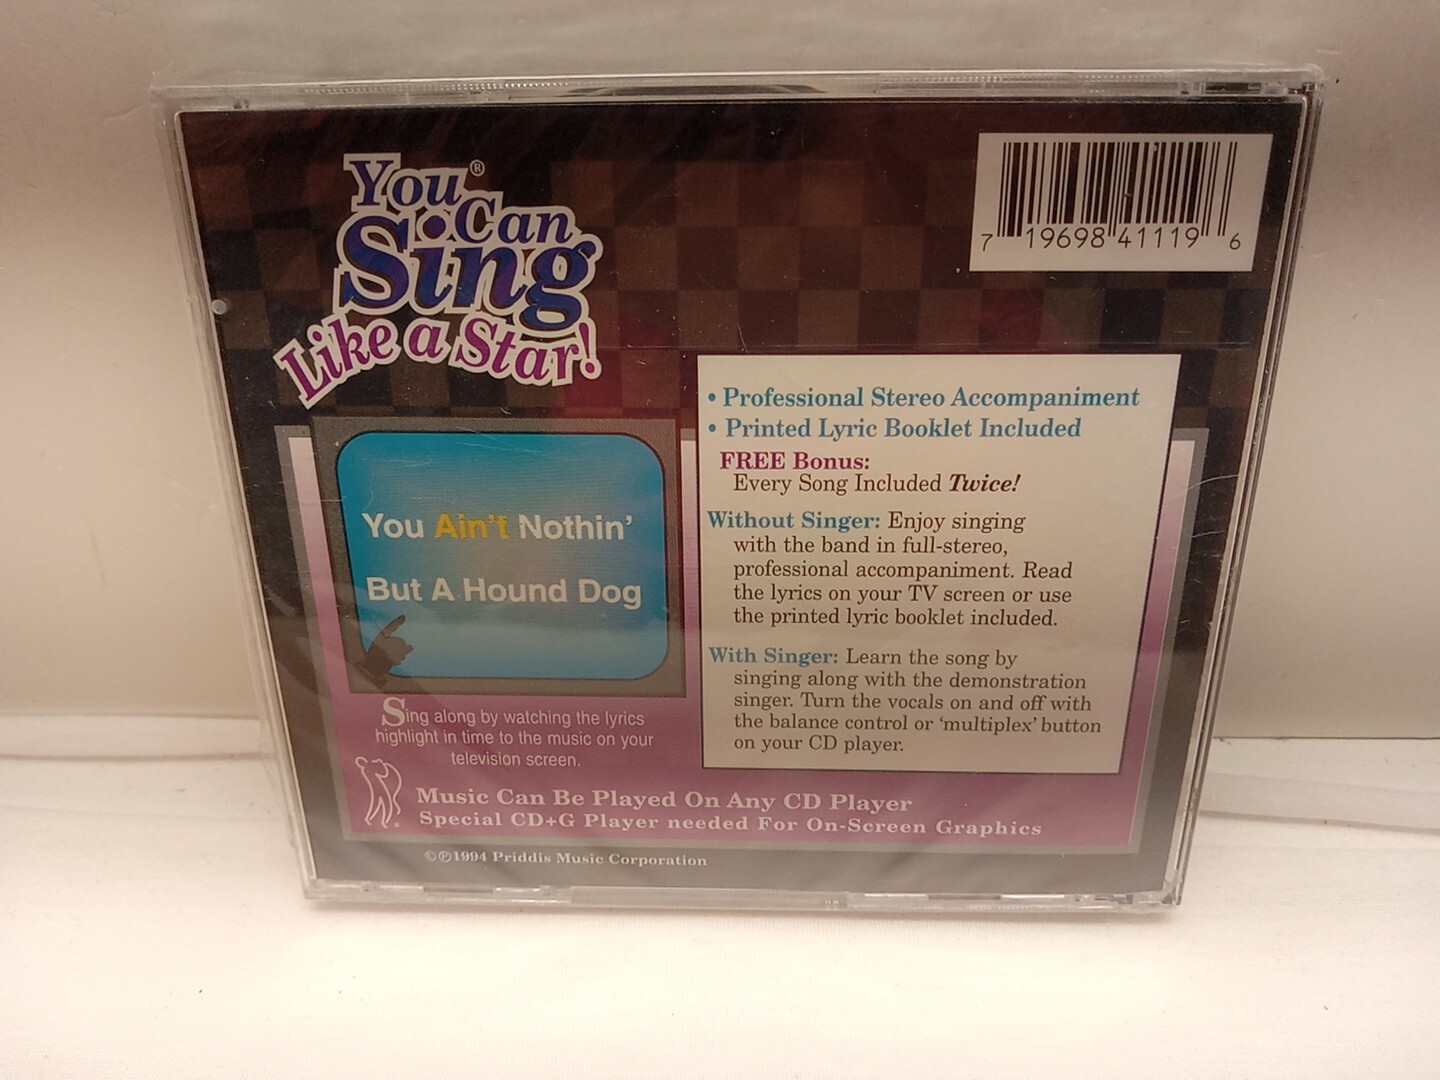 You® Can
Sing
Like a Star!
7 19698 41119 6
• Professional Stereo Accompaniment
• Printed Lyric Booklet Included
FREE Bonus:
Every Song Included Twice!
Without Singer: Enjoy singing
with the band in full-stereo,
professional accompaniment. Read
the lyrics on your TV screen or use
the printed lyric booklet included.
With Singer: Learn the song by
singing along with the demonstration
singer. Turn the vocals on and off with
the balance control or 'multiplex' button
on your CD player.
You Ain't Nothin'
But A Hound Dog
Sing along by watching the lyrics
highlight in time to the music on your
television screen.
Music Can Be Played On Any CD Player
Special CD+G Player needed For On-Screen Graphics
©℗1994 Priddis Music Corporation